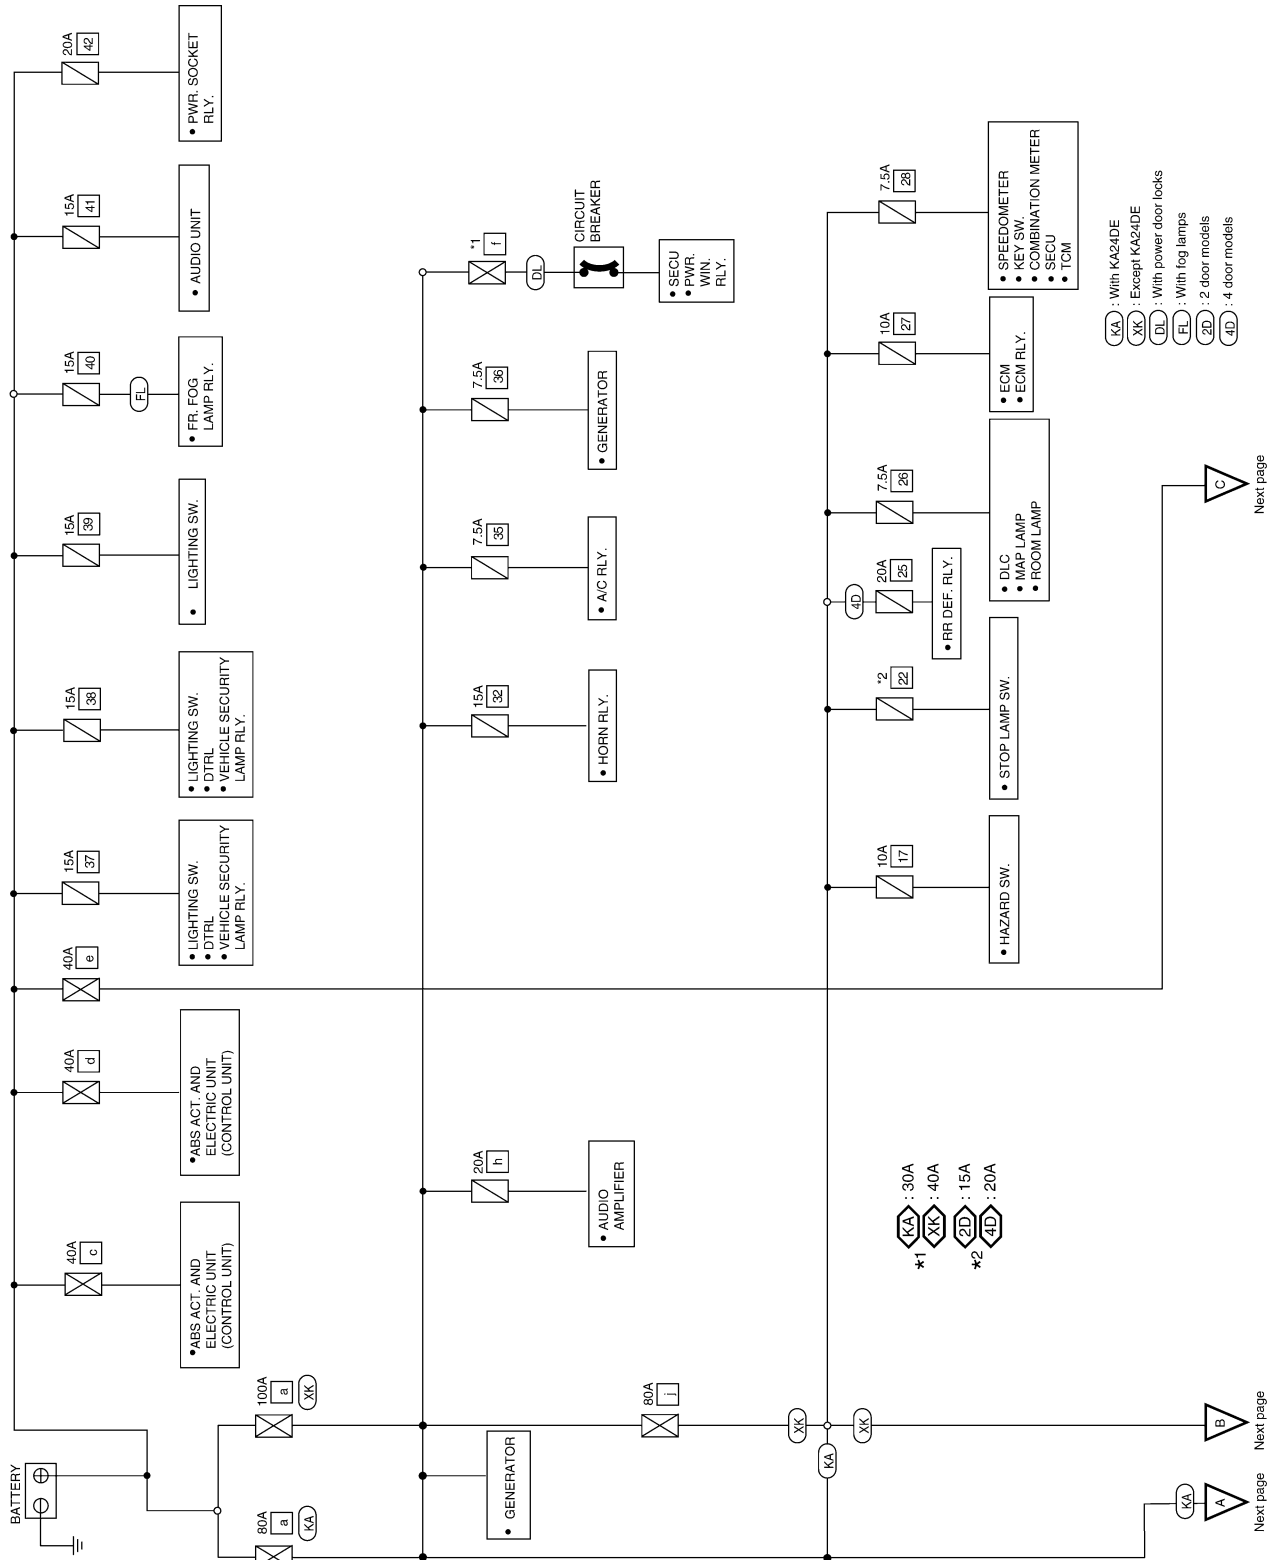 BATTERY
80A
a
KA
100A
a
XK
40A
c
• ABS ACT. AND
ELECTRIC UNIT
(CONTROL UNIT)
40A
d
• ABS ACT. AND
ELECTRIC UNIT
(CONTROL UNIT)
40A
e
15A
37
• LIGHTING SW.
• DTRL
• VEHICLE SECURITY
LAMP RLY.
15A
38
• LIGHTING SW.
• DTRL
• VEHICLE SECURITY
LAMP RLY.
15A
39
• LIGHTING SW.
15A
40
FL
• FR. FOG
LAMP RLY.
15A
41
• AUDIO UNIT
20A
42
• PWR. SOCKET
RLY.
• GENERATOR
20A
h
• AUDIO
AMPLIFIER
15A
32
• HORN RLY.
7.5A
35
• A/C RLY.
7.5A
36
• GENERATOR
*1
f
DL
CIRCUIT
BREAKER
• SECU
• PWR.
WIN.
RLY.
80A
j
XK
KA
XK
10A
17
• HAZARD SW.
*2
22
• STOP LAMP SW.
4D
20A
25
• RR DEF. RLY.
7.5A
26
• DLC
• MAP LAMP
• ROOM LAMP
10A
27
• ECM
• ECM RLY.
7.5A
28
• SPEEDOMETER
• KEY SW.
• COMBINATION METER
• SECU
• TCM
*1 KA : 30A
XK : 40A
*2 2D : 15A
4D : 20A
KA : With KA24DE
XK : Except KA24DE
DL : With power door locks
FL : With fog lamps
2D : 2 door models
4D : 4 door models
KA
A
Next page
B
Next page
C
Next page